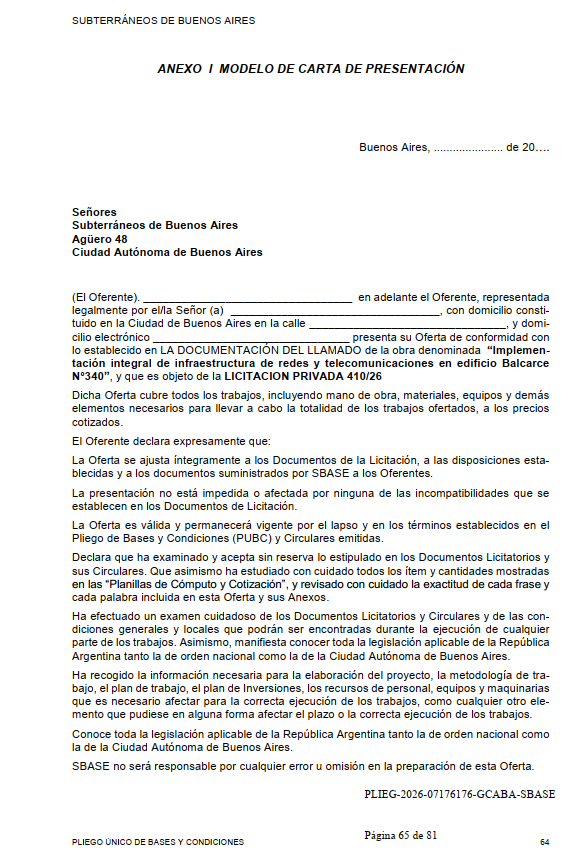 SUBTERRÁNEOS DE BUENOS AIRES
ANEXO I MODELO DE CARTA DE PRESENTACIÓN
Buenos Aires, ...................... de 20….
Señores
Subterráneos de Buenos Aires
Agüero 48
Ciudad Autónoma de Buenos Aires
(El Oferente). _________________________________ en adelante el Oferente, representada
legalmente por el/la Señor (a) _________________________________, con domicilio consti-
tuido en la Ciudad de Buenos Aires en la calle _______________________________, y domi-
cilio electrónico _______________________________ presenta su Oferta de conformidad con
lo establecido en LA DOCUMENTACIÓN DEL LLAMADO de la obra denominada “Implemen-
tación integral de infraestructura de redes y telecomunicaciones en edificio Balcarce
N°340”, y que es objeto de la LICITACION PRIVADA 410/26
Dicha Oferta cubre todos los trabajos, incluyendo mano de obra, materiales, equipos y demás
elementos necesarios para llevar a cabo la totalidad de los trabajos ofertados, a los precios
cotizados.
El Oferente declara expresamente que:
La Oferta se ajusta íntegramente a los Documentos de la Licitación, a las disposiciones esta-
blecidas y a los documentos suministrados por SBASE a los Oferentes.
La presentación no está impedida o afectada por ninguna de las incompatibilidades que se
establecen en los Documentos de Licitación.
La Oferta es válida y permanecerá vigente por el lapso y en los términos establecidos en el
Pliego de Bases y Condiciones (PUBC) y Circulares emitidas.
Declara que ha examinado y acepta sin reserva lo estipulado en los Documentos Licitatorios y
sus Circulares. Que asimismo ha estudiado con cuidado todos los ítem y cantidades mostradas
en las “Planillas de Cómputo y Cotización”, y revisado con cuidado la exactitud de cada frase y
cada palabra incluida en esta Oferta y sus Anexos.
Ha efectuado un examen cuidadoso de los Documentos Licitatorios y Circulares y de las con-
diciones generales y locales que podrán ser encontradas durante la ejecución de cualquier
parte de los trabajos. Asimismo, manifiesta conocer toda la legislación aplicable de la República
Argentina tanto la de orden nacional como la de la Ciudad Autónoma de Buenos Aires.
Ha recogido la información necesaria para la elaboración del proyecto, la metodología de tra-
bajo, el plan de trabajo, el plan de Inversiones, los recursos de personal, equipos y maquinarias
que es necesario afectar para la correcta ejecución de los trabajos, como cualquier otro ele-
mento que pudiese en alguna forma afectar el plazo o la correcta ejecución de los trabajos.
Conoce toda la legislación aplicable de la República Argentina tanto la de orden nacional como
la de la Ciudad Autónoma de Buenos Aires.
SBASE no será responsable por cualquier error u omisión en la preparación de esta Oferta.
PLIEG-2026-07176176-GCABA-SBASE
Página 65 de 81
PLIEGO ÚNICO DE BASES Y CONDICIONES 64